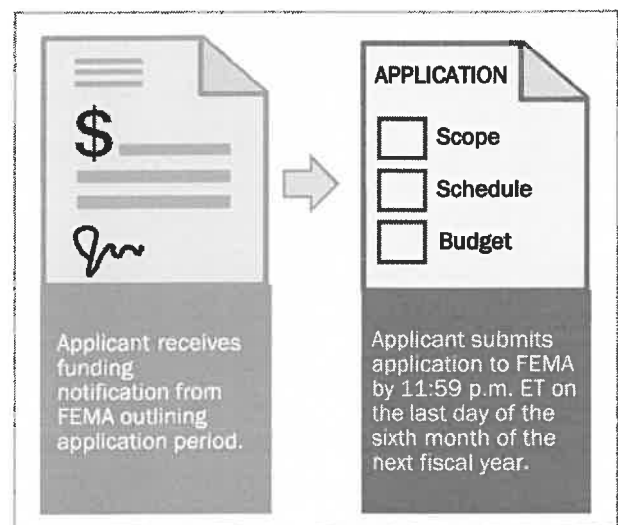 $
Applicant receives
funding
notification from
FEMA outlining
application period.
APPLICATION
Scope
Schedule
Budget
Applicant submits
application to FEMA
by 11:59 p.m. ET on
the last day of the
sixth month of the
next fiscal year.